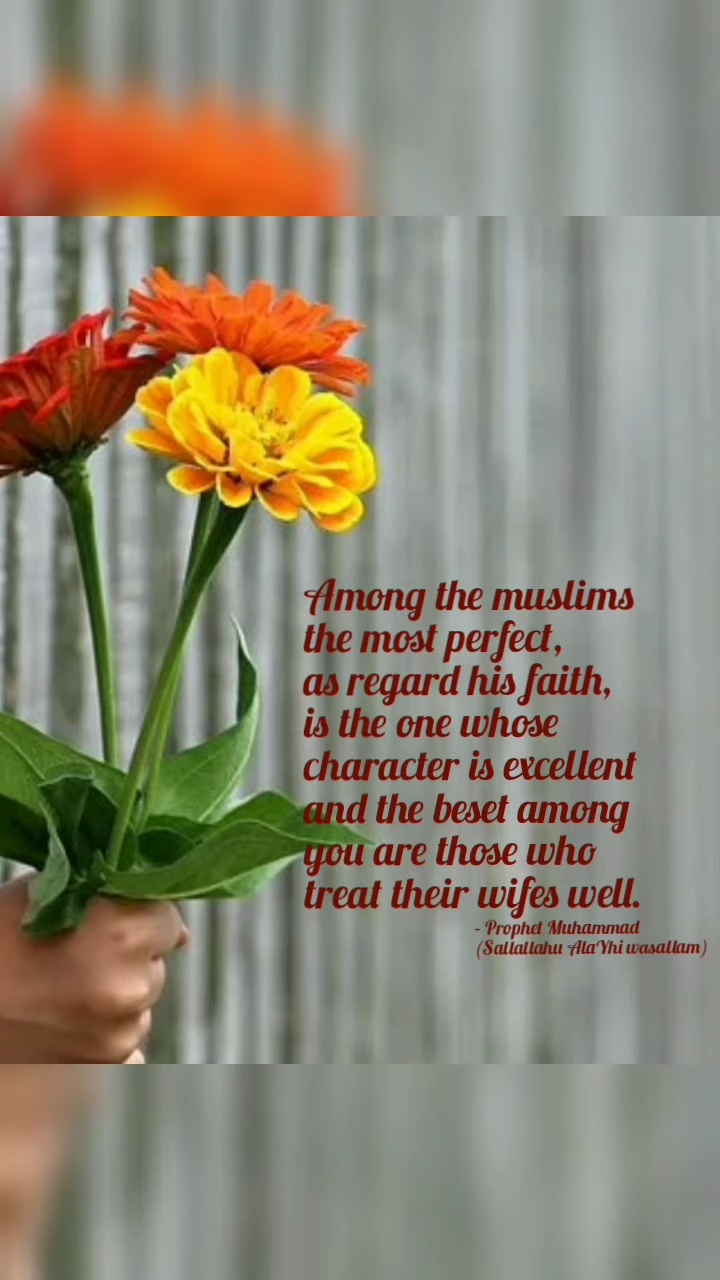 Among the muslims
the most perfect,
as regard his faith,
is the one whose
character is excellent
and the beset among
you are those who
treat their wifes well.
- Prophet Muhammad
(Sallallahu AlaYhi wasallam)